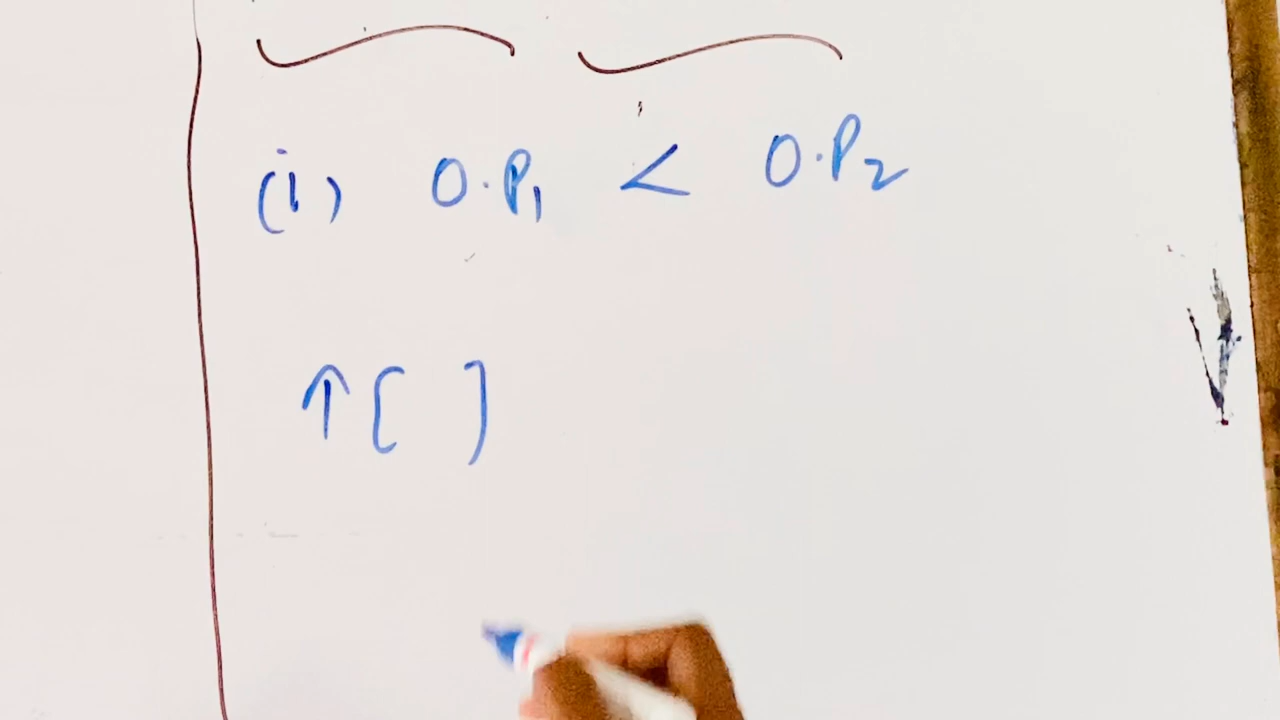 (i) O.P₁ < O.P₂
↑[ ]